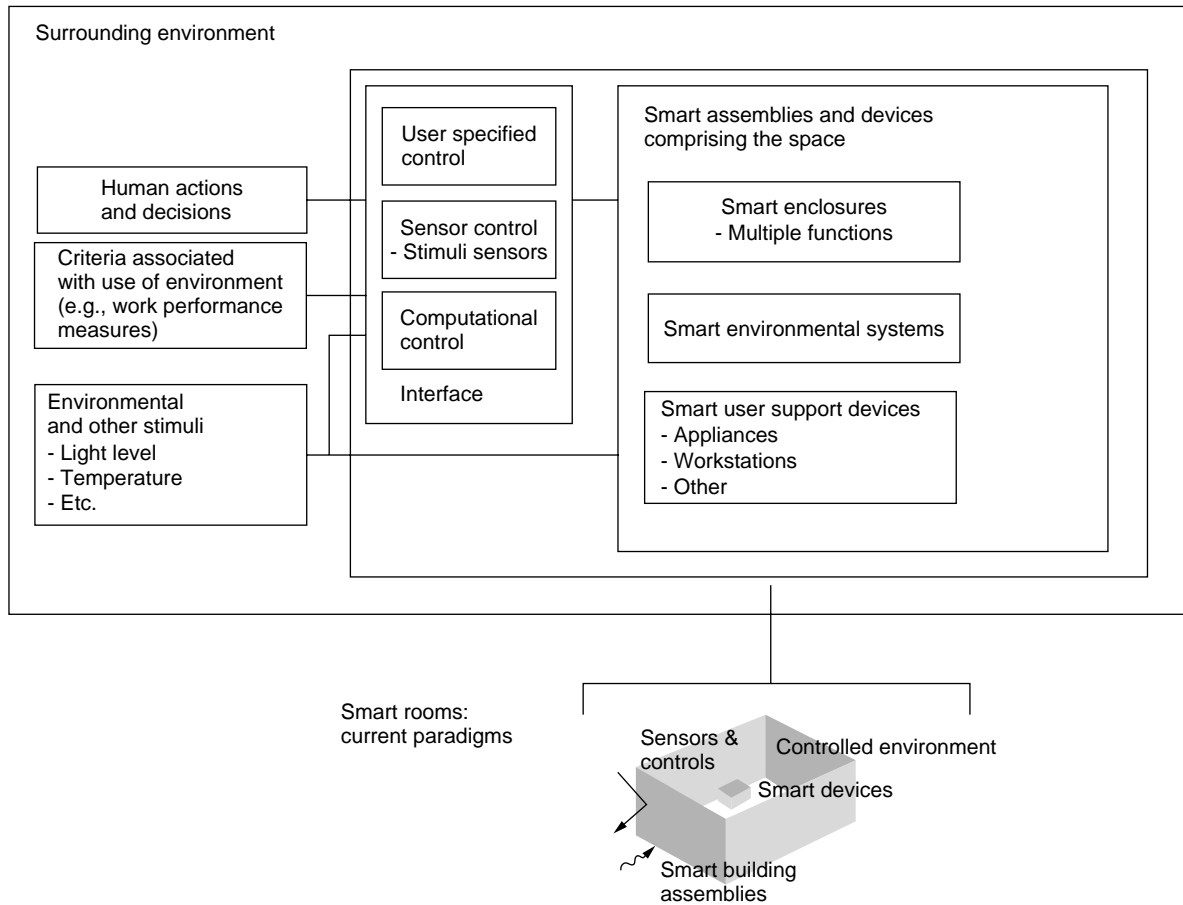 Surrounding environment
Human actions
and decisions
Criteria associated
with use of environment
(e.g., work performance
measures)
Environmental
and other stimuli
- Light level
- Temperature
- Etc.
User specified
control
Sensor control
- Stimuli sensors
Computational
control
Interface
Smart assemblies and devices
comprising the space
Smart enclosures
- Multiple functions
Smart environmental systems
Smart user support devices
- Appliances
- Workstations
- Other
Smart rooms:
current paradigms
Sensors &
controls
Controlled environment
Smart devices
Smart building
assemblies